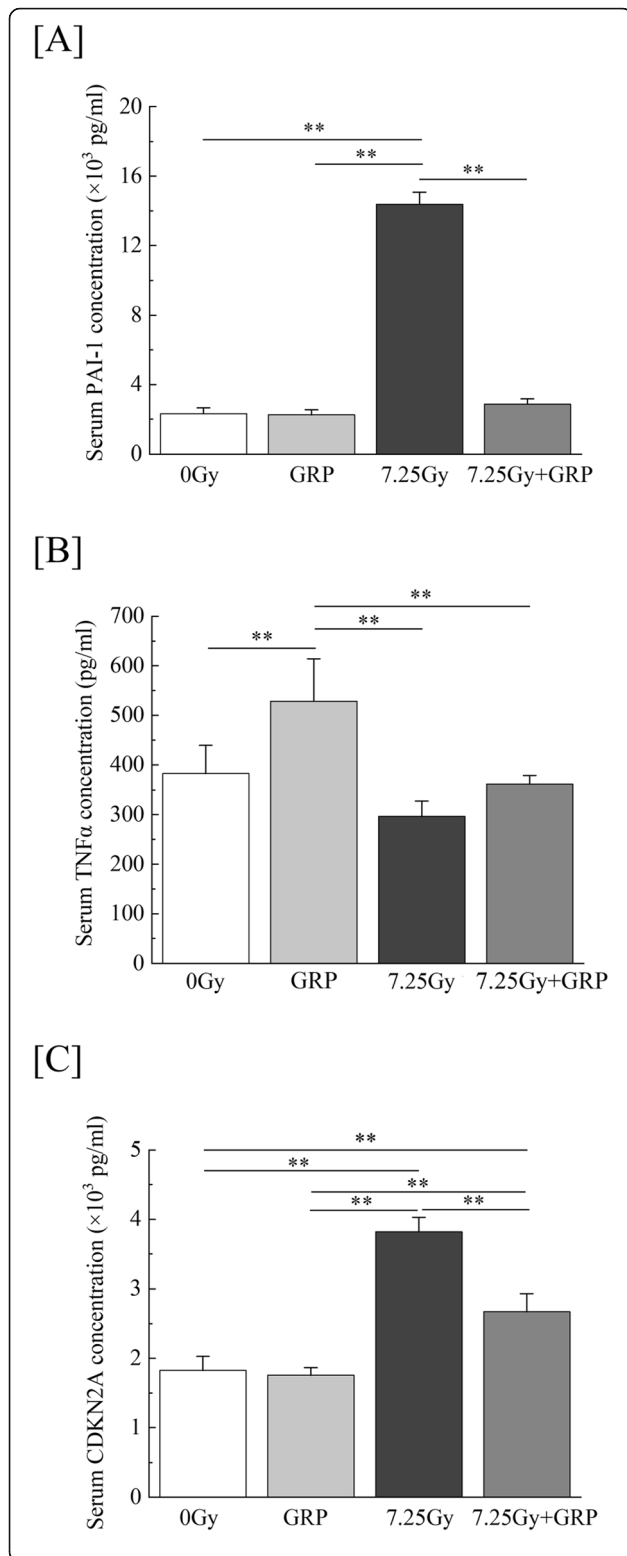 [A]
Serum PAI-1 concentration (×10³ pg/ml)
20
16
12
8
4
0
**
**
**
0Gy
GRP
7.25Gy
7.25Gy+GRP
[B]
Serum TNFα concentration (pg/ml)
700
600
500
400
300
200
100
0
**
**
**
0Gy
GRP
7.25Gy
7.25Gy+GRP
[C]
Serum CDKN2A concentration (×10³ pg/ml)
5
4
3
2
1
0
**
**
**
**
**
0Gy
GRP
7.25Gy
7.25Gy+GRP